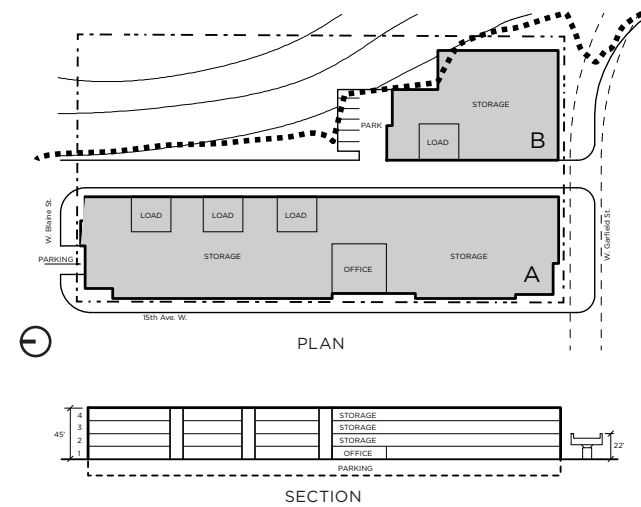 STORAGE
PARK
LOAD
B
W. Blaine St.
W. Garfield St.
LOAD
LOAD
LOAD
STORAGE
STORAGE
PARKING
OFFICE
A
15th Ave. W.
PLAN
4
STORAGE
3
STORAGE
45'
2
STORAGE
22'
1
OFFICE
PARKING
SECTION